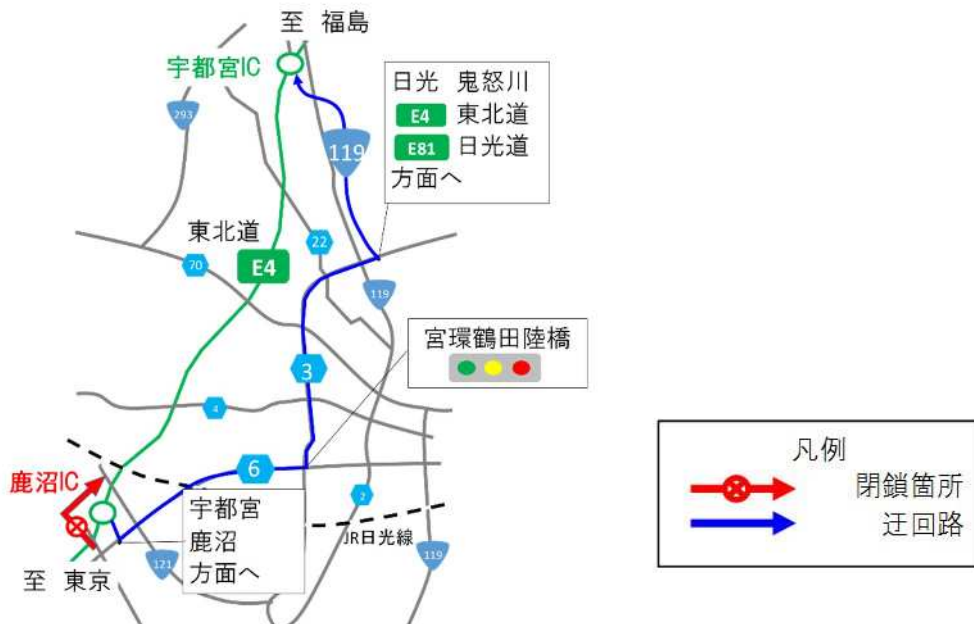 至 福島
宇都宮IC
日光 鬼怒川
E4 東北道
E81 日光道
方面へ
293
119
東北道
E4
22
70
119
宮環鶴田陸橋
3
4
鹿沼IC
6
宇都宮
鹿沼
方面へ
2
JR日光線
121
119
至 東京
凡例
閉鎖箇所
迂回路